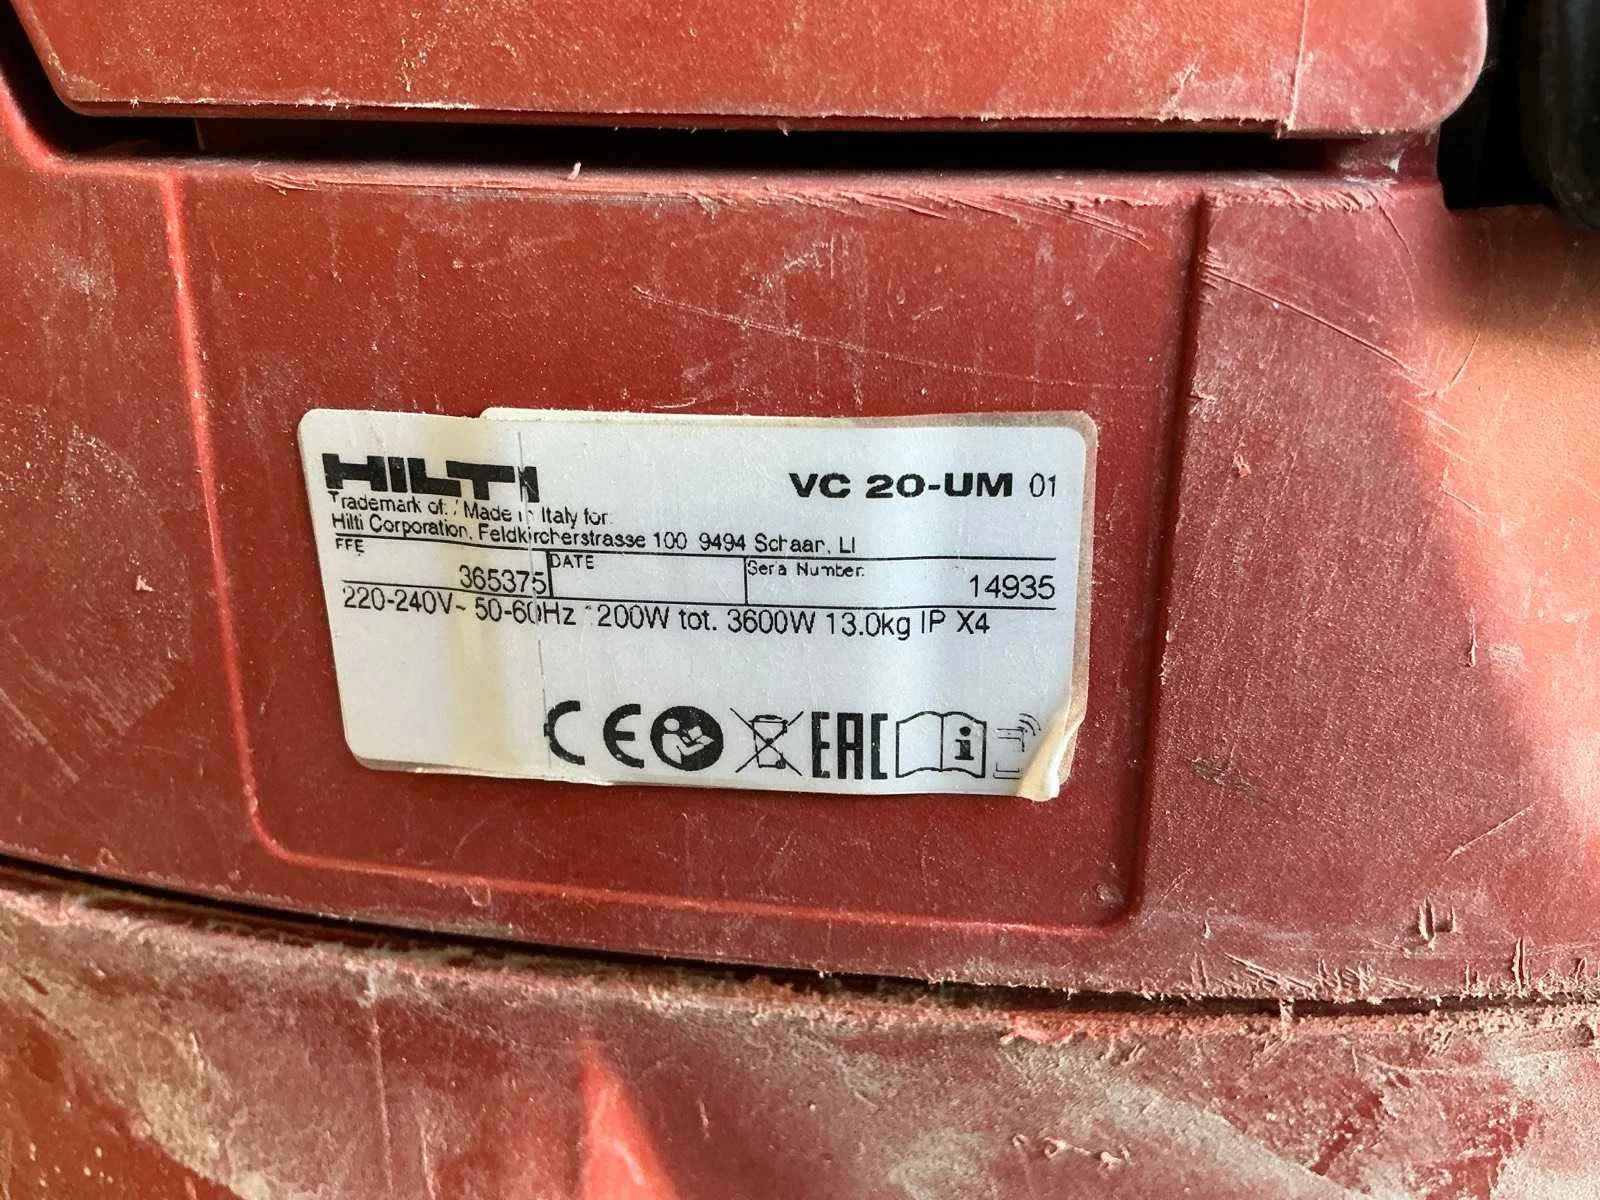 HILTI VC 20-UM 01
Trademark of: / Made in Italy for:
Hilti Corporation, Feldkircherstrasse 100 9494 Schaan, LI
365375 DATE Serial Number: 14935
220-240V~ 50-60Hz 1200W tot. 3600W 13.0kg IP X4
CE EAC i